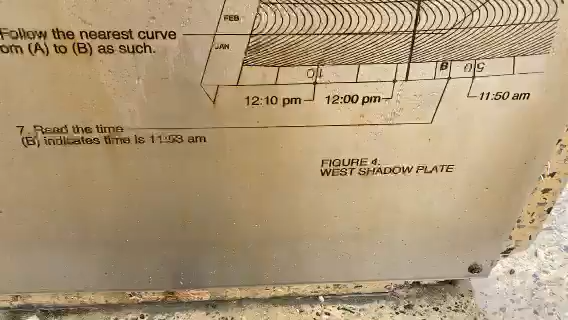 FEB
Follow the nearest curve
om (A) to (B) as such.
JAN
B
12:10 pm
12:00 pm
11:50 am
7. Read the time
(B) indicates time is 11:53 am
FIGURE 4.
WEST SHADOW PLATE